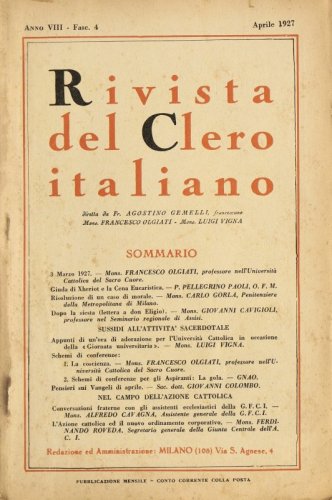 ANNO VIII - Fasc. 4 Aprile 1927
Rivista
del Clero
italiano
Diretta da Fr. AGOSTINO GEMELLI, francescano
Mons. FRANCESCO OLGIATI - Mons. LUIGI VIGNA
SOMMARIO
3 Marzo 1927. — Mons. FRANCESCO OLGIATI, professore nell'Università
Cattolica del Sacro Cuore.
Giuda di Kheriot e la Cena Eucaristica. — P. PELLEGRINO PAOLI, O. F. M.
Risoluzione di un caso di morale. — Mons. CARLO GORLA, Penitenziere
della Metropolitana di Milano.
Dopo la siesta (lettera a don Eligio). — Mons. GIOVANNI CAVIGIOLI,
professore nel Seminario regionale di Assisi.
SUSSIDI ALL'ATTIVITA' SACERDOTALE
Appunti di un'ora di adorazione per l'Università Cattolica in occasione
della « Giornata universitaria ». — Mons. LUIGI VIGNA.
Schemi di conferenze:
1. La coscienza. — Mons. FRANCESCO OLGIATI, professore nell'U-
niversità Cattolica del Sacro Cuore.
2. Schemi di conferenze per gli Aspiranti: La gola. — GNAO.
Pensieri sui Vangeli di aprile. — Sac. dott. GIOVANNI COLOMBO.
NEL CAMPO DELL'AZIONE CATTOLICA
Conversazioni fraterne con gli assistenti ecclesiastici della G. F. C. I. —
Mons. ALFREDO CAVAGNA, Assistente generale della G. F. C. I.
L'Azione cattolica ed il nuovo ordinamento corporativo. — Mons. FERDI-
NANDO ROVEDA, Segretario generale della Giunta Centrale dell'A.
C. I.
Redazione ed Amministrazione: MILANO (108) Via S. Agnese, 4
PUBBLICAZIONE MENSILE - CONTO CORRENTE COLLA POSTA